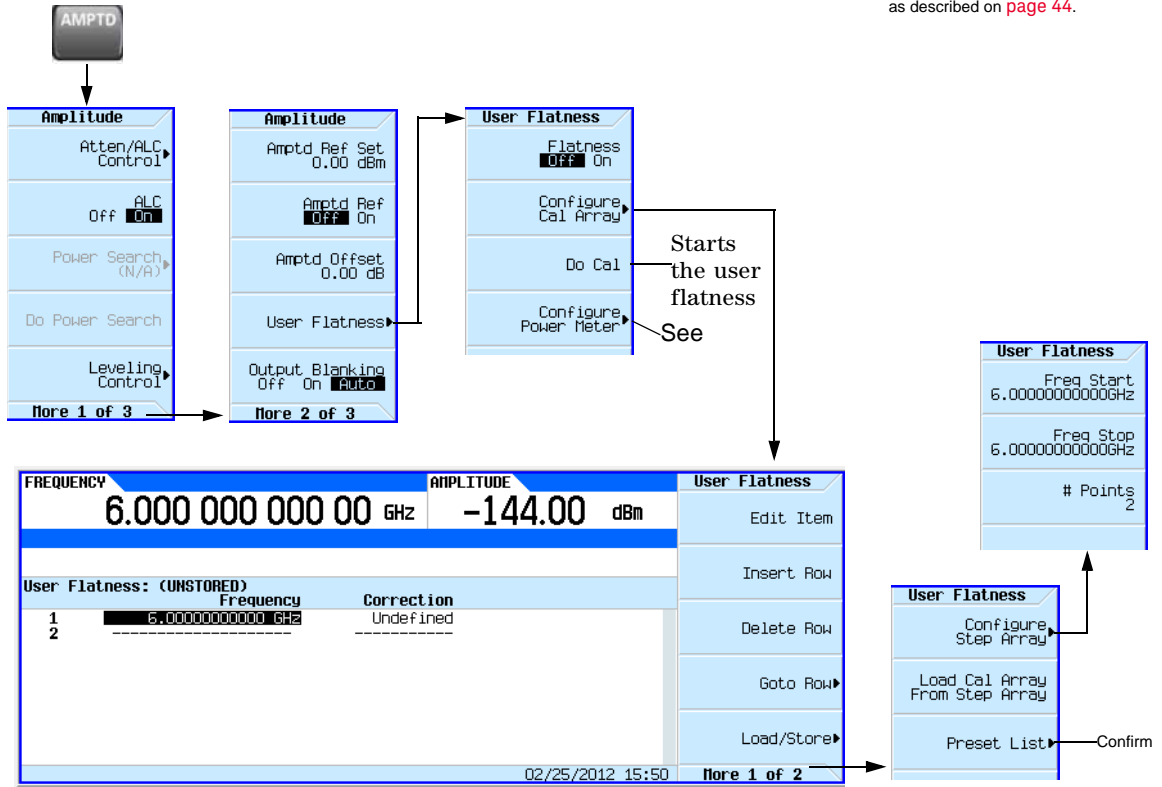 as described on page 44.
AMPTD
Amplitude
Atten/ALC
Control
ALC
Off On
Power Search
(N/A)
Do Power Search
Leveling
Control
More 1 of 3
Amplitude
Amptd Ref Set
0.00 dBm
Amptd Ref
Off On
Amptd Offset
0.00 dB
User Flatness
Output Blanking
Off On Auto
More 2 of 3
User Flatness
Flatness
Off On
Configure
Cal Array
Do Cal
Configure
Power Meter
Starts
the user
flatness
See
FREQUENCY
6.000 000 000 00 GHz
AMPLITUDE
-144.00 dBm
User Flatness: (UNSTORED)
Frequency Correction
1 6.00000000000 GHz Undefined
2 -------------------- -----------
02/25/2012 15:50
User Flatness
Edit Item
Insert Row
Delete Row
Goto Row
Load/Store
More 1 of 2
User Flatness
Configure
Step Array
Load Cal Array
From Step Array
Preset List
Confirm
User Flatness
Freq Start
6.00000000000GHz
Freq Stop
6.00000000000GHz
# Points
2